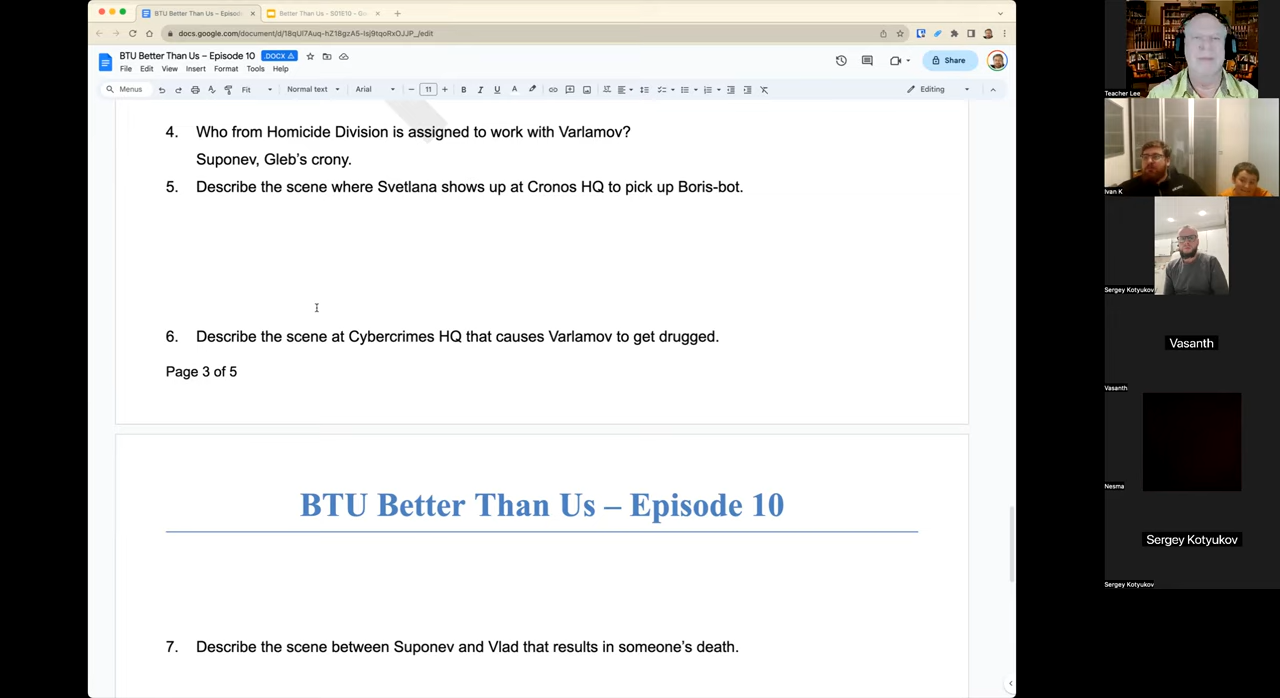 BTU Better Than Us – Episode
Better Than Us - S01E10 – G
docs.google.com/document/d/18qUl7Auq-hZ18gzA5-Isj9tqoRxOJJP_/edit
BTU Better Than Us – Episode 10 .DOCX
File Edit View Insert Format Tools Help
Share
Menus Fit Normal text Arial 11 B I U A Editing
4. Who from Homicide Division is assigned to work with Varlamov?
Suponev, Gleb’s crony.
5. Describe the scene where Svetlana shows up at Cronos HQ to pick up Boris-bot.
6. Describe the scene at Cybercrimes HQ that causes Varlamov to get drugged.
Page 3 of 5
BTU Better Than Us – Episode 10
7. Describe the scene between Suponev and Vlad that results in someone’s death.
Teacher Lee
Ivan K
Sergey Kotyukov
Vasanth
Vasanth
Nesma
Sergey Kotyukov
Sergey Kotyukov